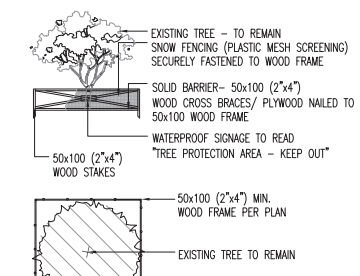 EXISTING TREE – TO REMAIN
SNOW FENCING (PLASTIC MESH SCREENING)
SECURELY FASTENED TO WOOD FRAME
SOLID BARRIER– 50x100 (2"x4")
WOOD CROSS BRACES/ PLYWOOD NAILED TO
50x100 WOOD FRAME
WATERPROOF SIGNAGE TO READ
"TREE PROTECTION AREA – KEEP OUT"
50x100 (2"x4")
WOOD STAKES
50x100 (2"x4") MIN.
WOOD FRAME PER PLAN
EXISTING TREE TO REMAIN